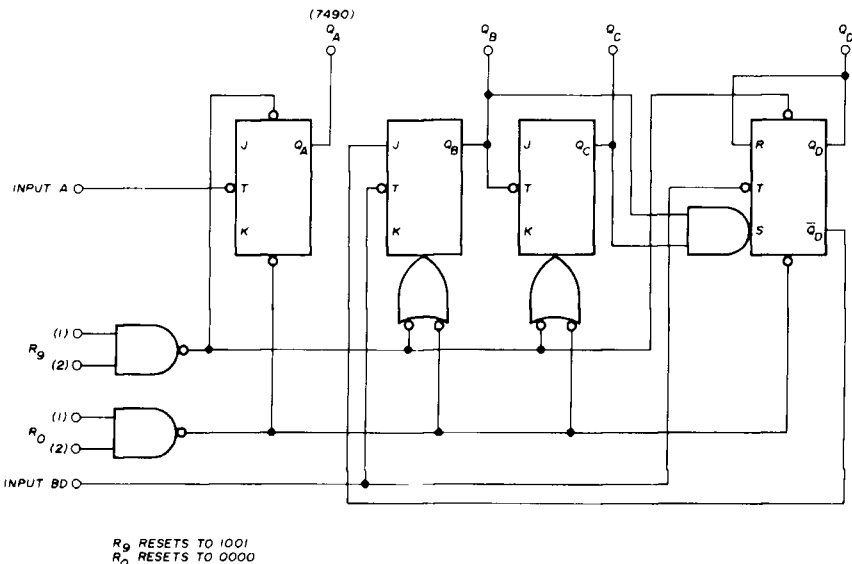 (7490)
QA QB QC QD
J QA J QB QC R QD
INPUT A T T T T
K K K S Q̅D
(1)
R9
(2)
(1)
R0
(2)
INPUT BD
R9 RESETS TO 1001
R0 RESETS TO 0000